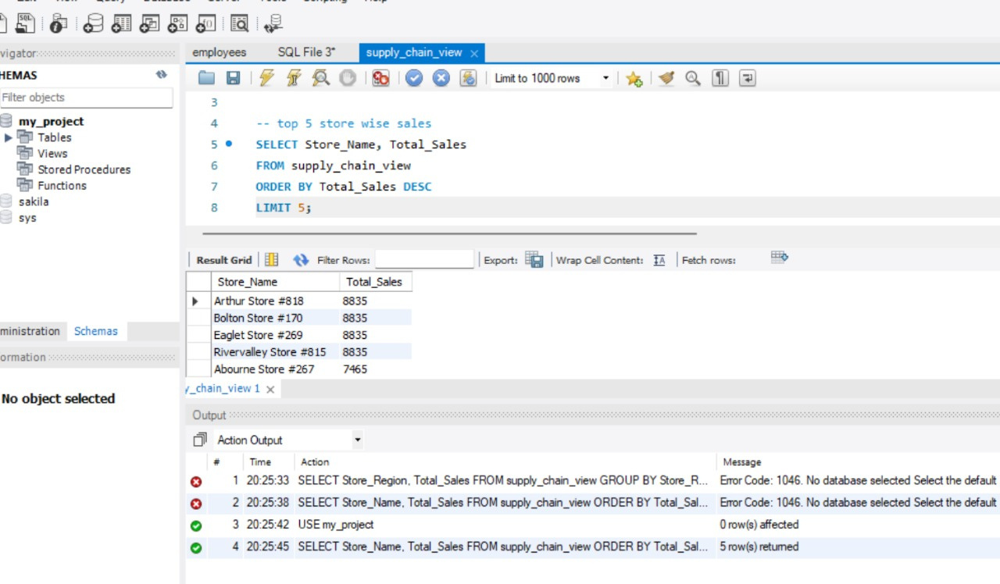 View
Database
Tools
Scripting
Help
SQL
vigator
employees
SQL File 3*
supply_chain_view
HEMAS
Filter objects
my_project
Tables
Views
Stored Procedures
Functions
sakila
sys
ministration Schemas
ormation
No object selected
Limit to 1000 rows
3
4 -- top 5 store wise sales
5 SELECT Store_Name, Total_Sales
6 FROM supply_chain_view
7 ORDER BY Total_Sales DESC
8 LIMIT 5;
Result Grid Filter Rows: Export: Wrap Cell Content: Fetch rows:
Store_Name Total_Sales
Arthur Store #818 8835
Bolton Store #170 8835
Eaglet Store #269 8835
Rivervalley Store #815 8835
Abourne Store #267 7465
y_chain_view 1
Output
Action Output
# Time Action Message
1 20:25:33 SELECT Store_Region, Total_Sales FROM supply_chain_view GROUP BY Store_R... Error Code: 1046. No database selected Select the default
2 20:25:38 SELECT Store_Name, Total_Sales FROM supply_chain_view ORDER BY Total_Sal... Error Code: 1046. No database selected Select the default
3 20:25:42 USE my_project 0 row(s) affected
4 20:25:45 SELECT Store_Name, Total_Sales FROM supply_chain_view ORDER BY Total_Sal... 5 row(s) returned